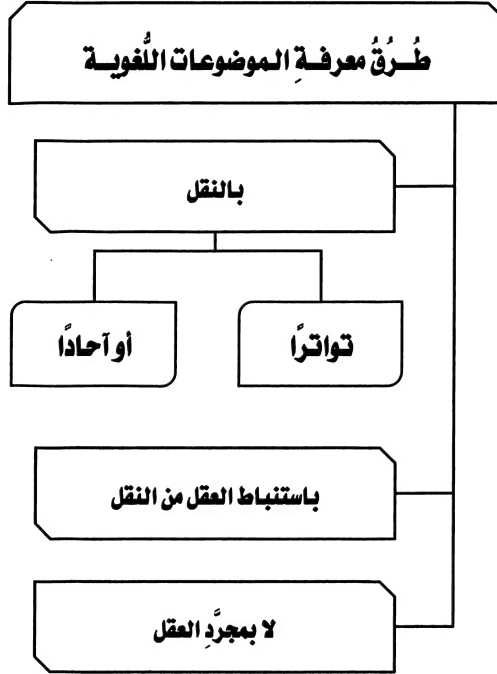 طُـرُقُ معرفـةِ الموضوعات اللُّغويـة
بالنقل
تواترًا
أو آحادًا
باستنباط العقل من النقل
لا بمجرَّدِ العقل